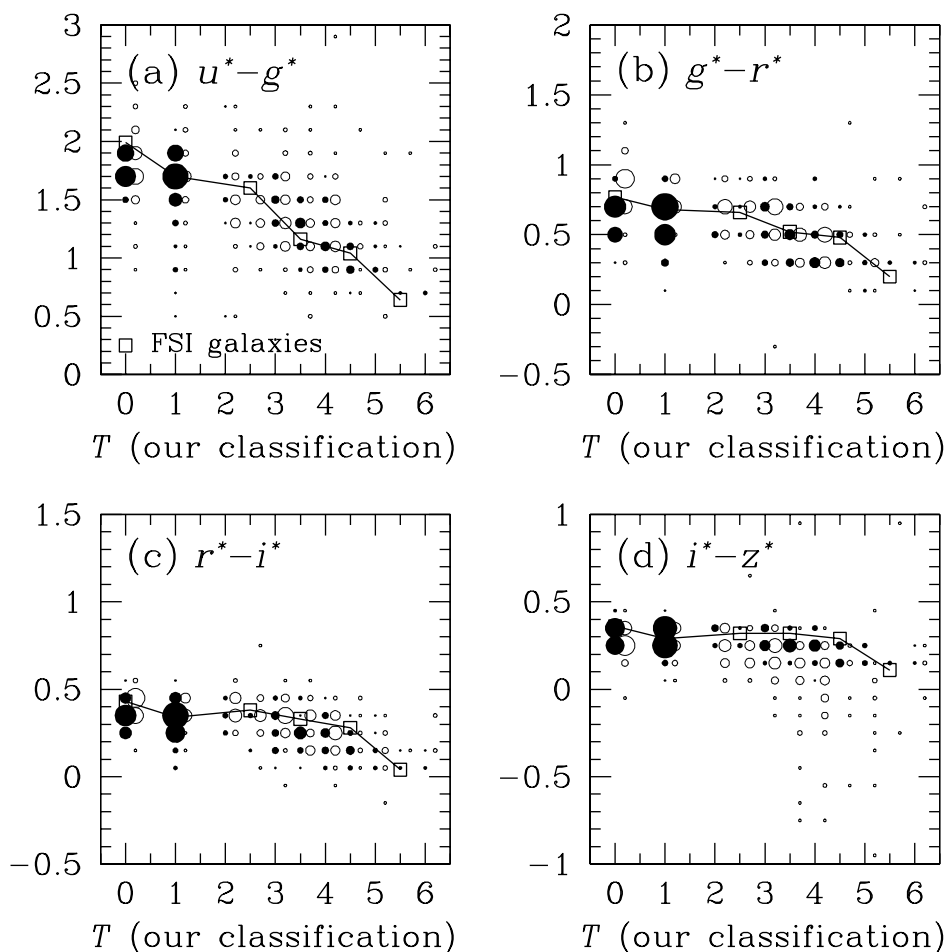 (a) u*−g*
3
2.5
2
1.5
1
0.5
0
FSI galaxies
0 1 2 3 4 5 6
T (our classification)
(b) g*−r*
2
1.5
1
0.5
0
−0.5
0 1 2 3 4 5 6
T (our classification)
(c) r*−i*
1.5
1
0.5
0
−0.5
0 1 2 3 4 5 6
T (our classification)
(d) i*−z*
1
0.5
0
−0.5
−1
0 1 2 3 4 5 6
T (our classification)